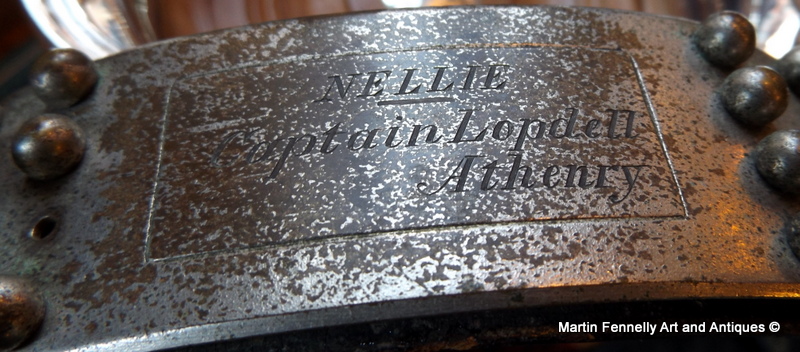 NELLIE
Captain Lopdell
Athenry
Martin Fennelly Art and Antiques ©